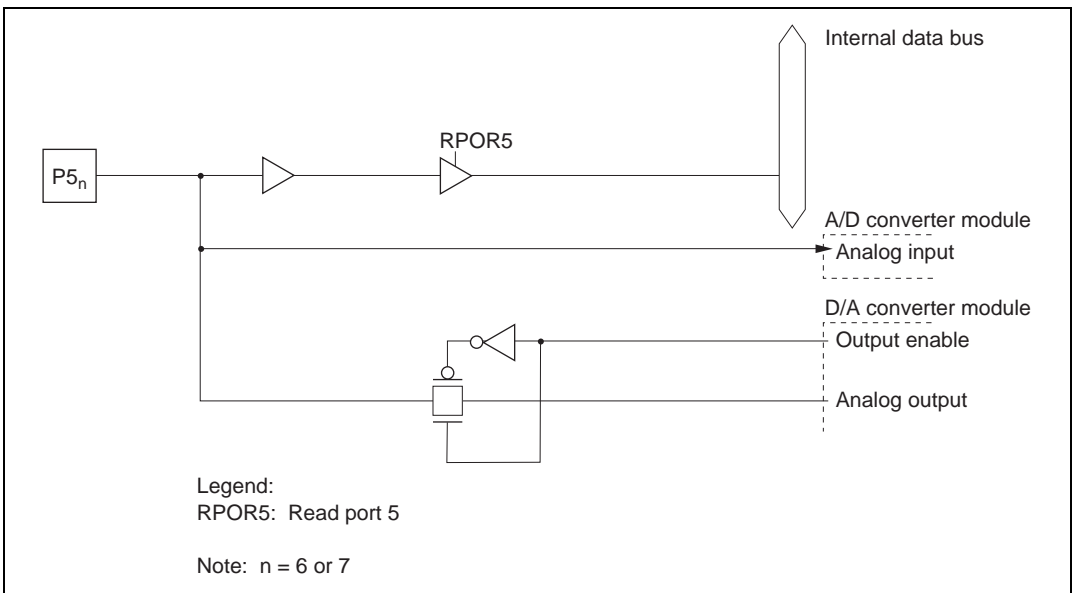 Internal data bus
RPOR5
P5n
A/D converter module
Analog input
D/A converter module
Output enable
Analog output
Legend:
RPOR5: Read port 5
Note: n = 6 or 7